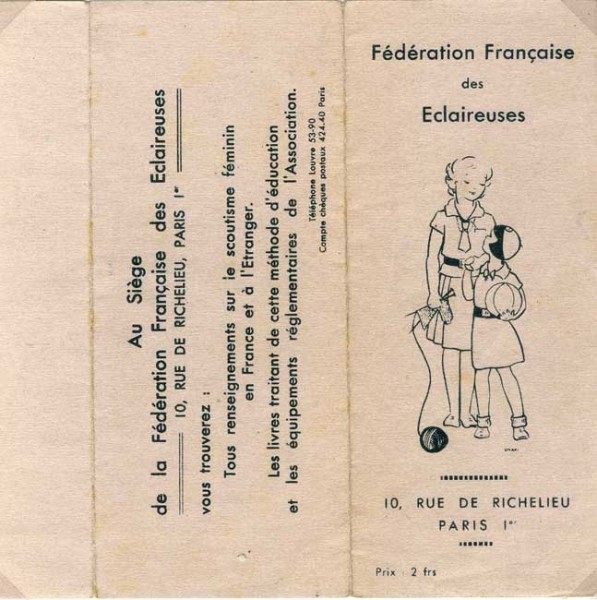 Au Siège
de la Fédération Française des Eclaireuses
10, RUE DE RICHELIEU, PARIS 1er
vous trouverez :
Tous renseignements sur le scoutisme féminin
en France et à l'Etranger.
Les livres traitant de cette méthode d'éducation
et les équipements réglementaires de l'Association.
Téléphone Louvre 53-90
Compte chèques postaux 424.40 Paris
Fédération Française
des
Eclaireuses
10, RUE DE RICHELIEU
PARIS 1er
Prix : 2 frs